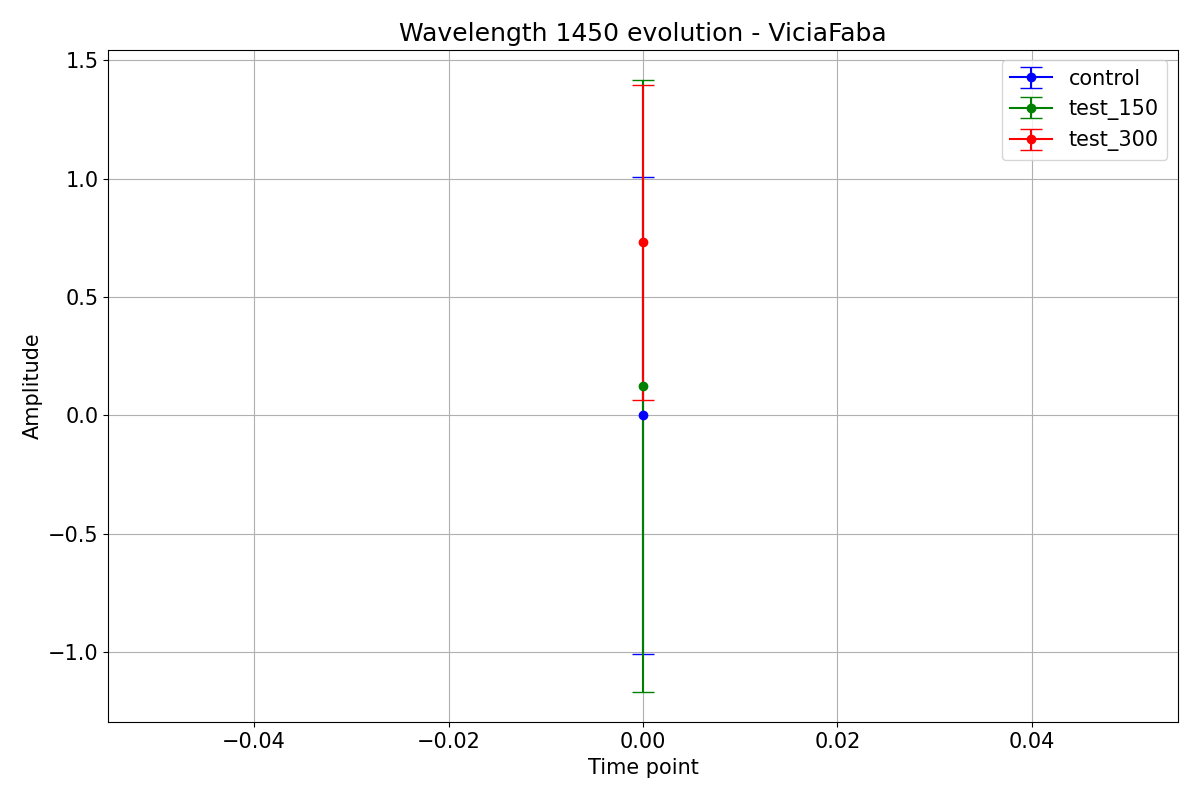 Wavelength 1450 evolution - ViciaFaba
control
test_150
test_300
Amplitude
1.5
1.0
0.5
0.0
−0.5
−1.0
−0.04
−0.02
0.00
0.02
0.04
Time point